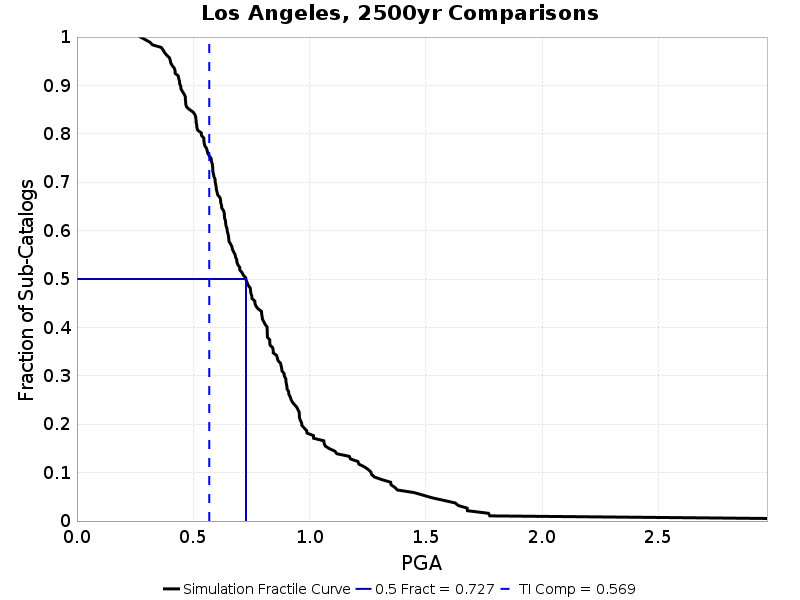 Los Angeles, 2500yr Comparisons
1
0.9
0.8
0.7
0.6
0.5
0.4
0.3
0.2
0.1
0
Fraction of Sub-Catalogs
0.0 0.5 1.0 1.5 2.0 2.5
PGA
Simulation Fractile Curve 0.5 Fract = 0.727 TI Comp = 0.569